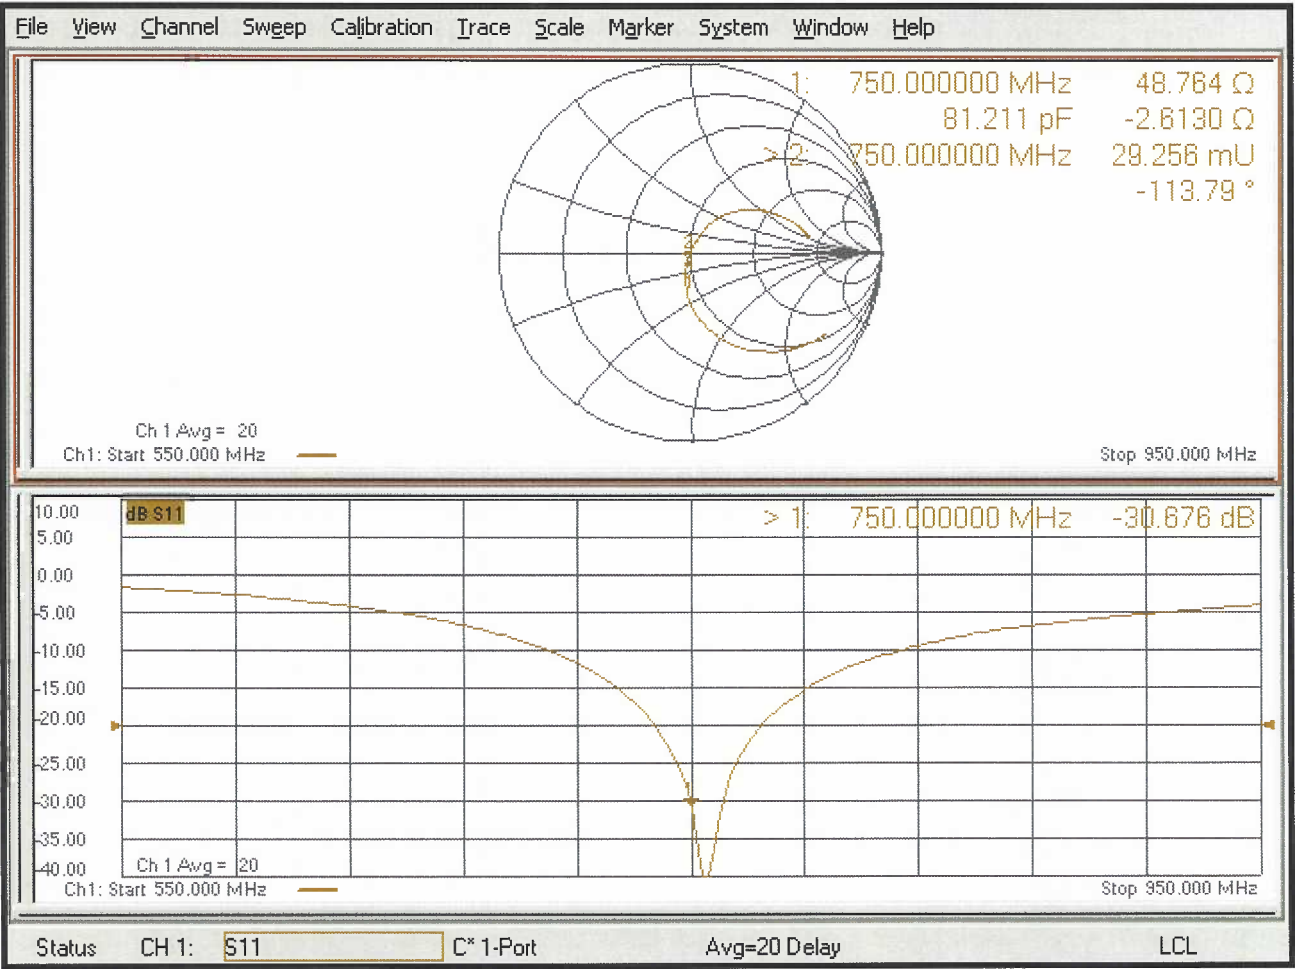 File View Channel Sweep Calibration Trace Scale Marker System Window Help
1: 750.000000 MHz 48.764 Ω
81.211 pF -2.6130 Ω
> 2: 750.000000 MHz 29.256 mU
-113.79 °
Ch 1 Avg = 20
Ch1: Start 550.000 MHz Stop 950.000 MHz
10.00 dB S11 > 1: 750.000000 MHz -30.676 dB
5.00
0.00
-5.00
-10.00
-15.00
-20.00
-25.00
-30.00
-35.00
-40.00 Ch 1 Avg = 20
Ch1: Start 550.000 MHz Stop 950.000 MHz
Status CH 1: S11 C* 1-Port Avg=20 Delay LCL